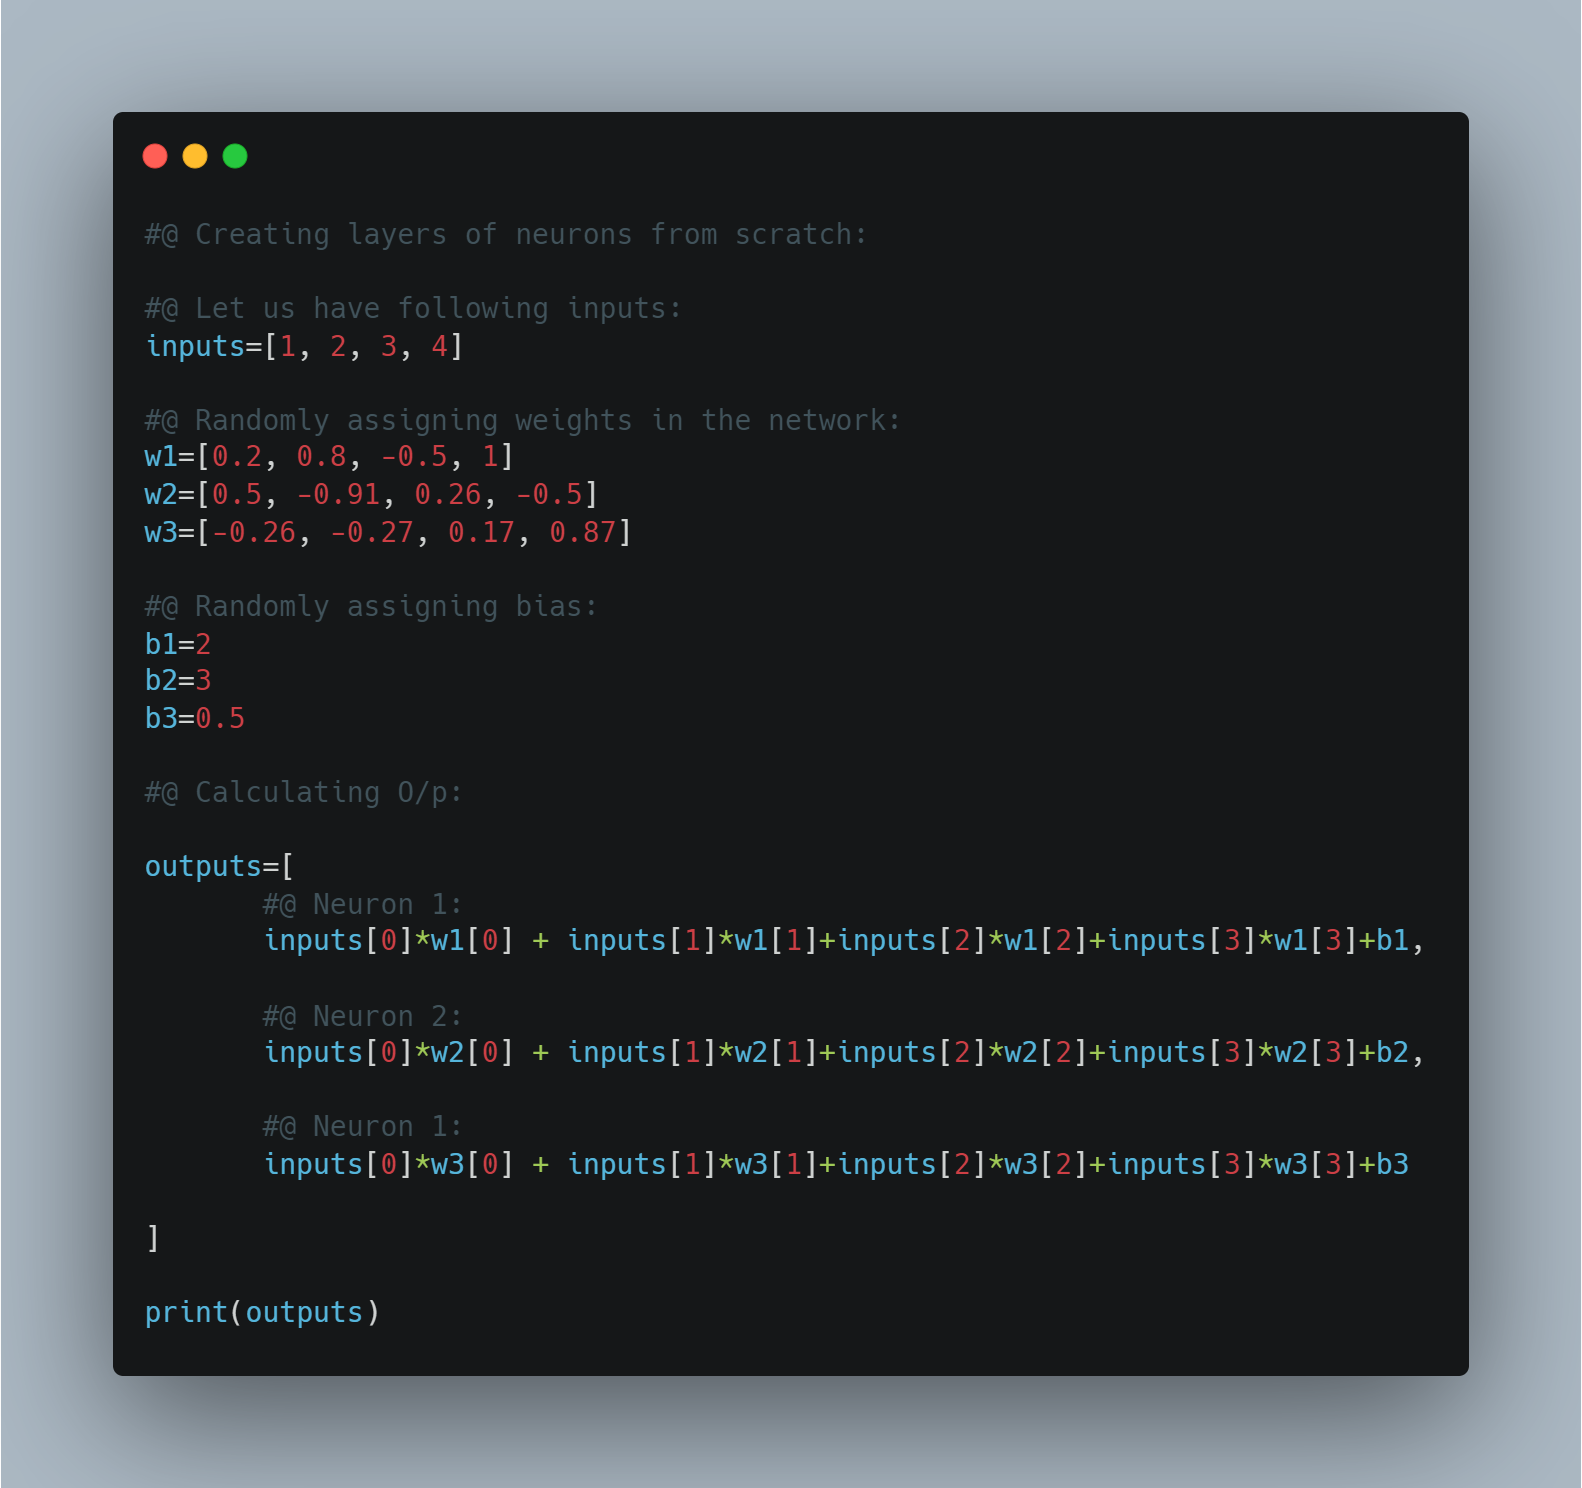 #@ Creating layers of neurons from scratch:
#@ Let us have following inputs:
inputs=[1, 2, 3, 4]
#@ Randomly assigning weights in the network:
w1=[0.2, 0.8, -0.5, 1]
w2=[0.5, -0.91, 0.26, -0.5]
w3=[-0.26, -0.27, 0.17, 0.87]
#@ Randomly assigning bias:
b1=2
b2=3
b3=0.5
#@ Calculating O/p:
outputs=[
#@ Neuron 1:
inputs[0]*w1[0] + inputs[1]*w1[1]+inputs[2]*w1[2]+inputs[3]*w1[3]+b1,
#@ Neuron 2:
inputs[0]*w2[0] + inputs[1]*w2[1]+inputs[2]*w2[2]+inputs[3]*w2[3]+b2,
#@ Neuron 1:
inputs[0]*w3[0] + inputs[1]*w3[1]+inputs[2]*w3[2]+inputs[3]*w3[3]+b3
]
print(outputs)